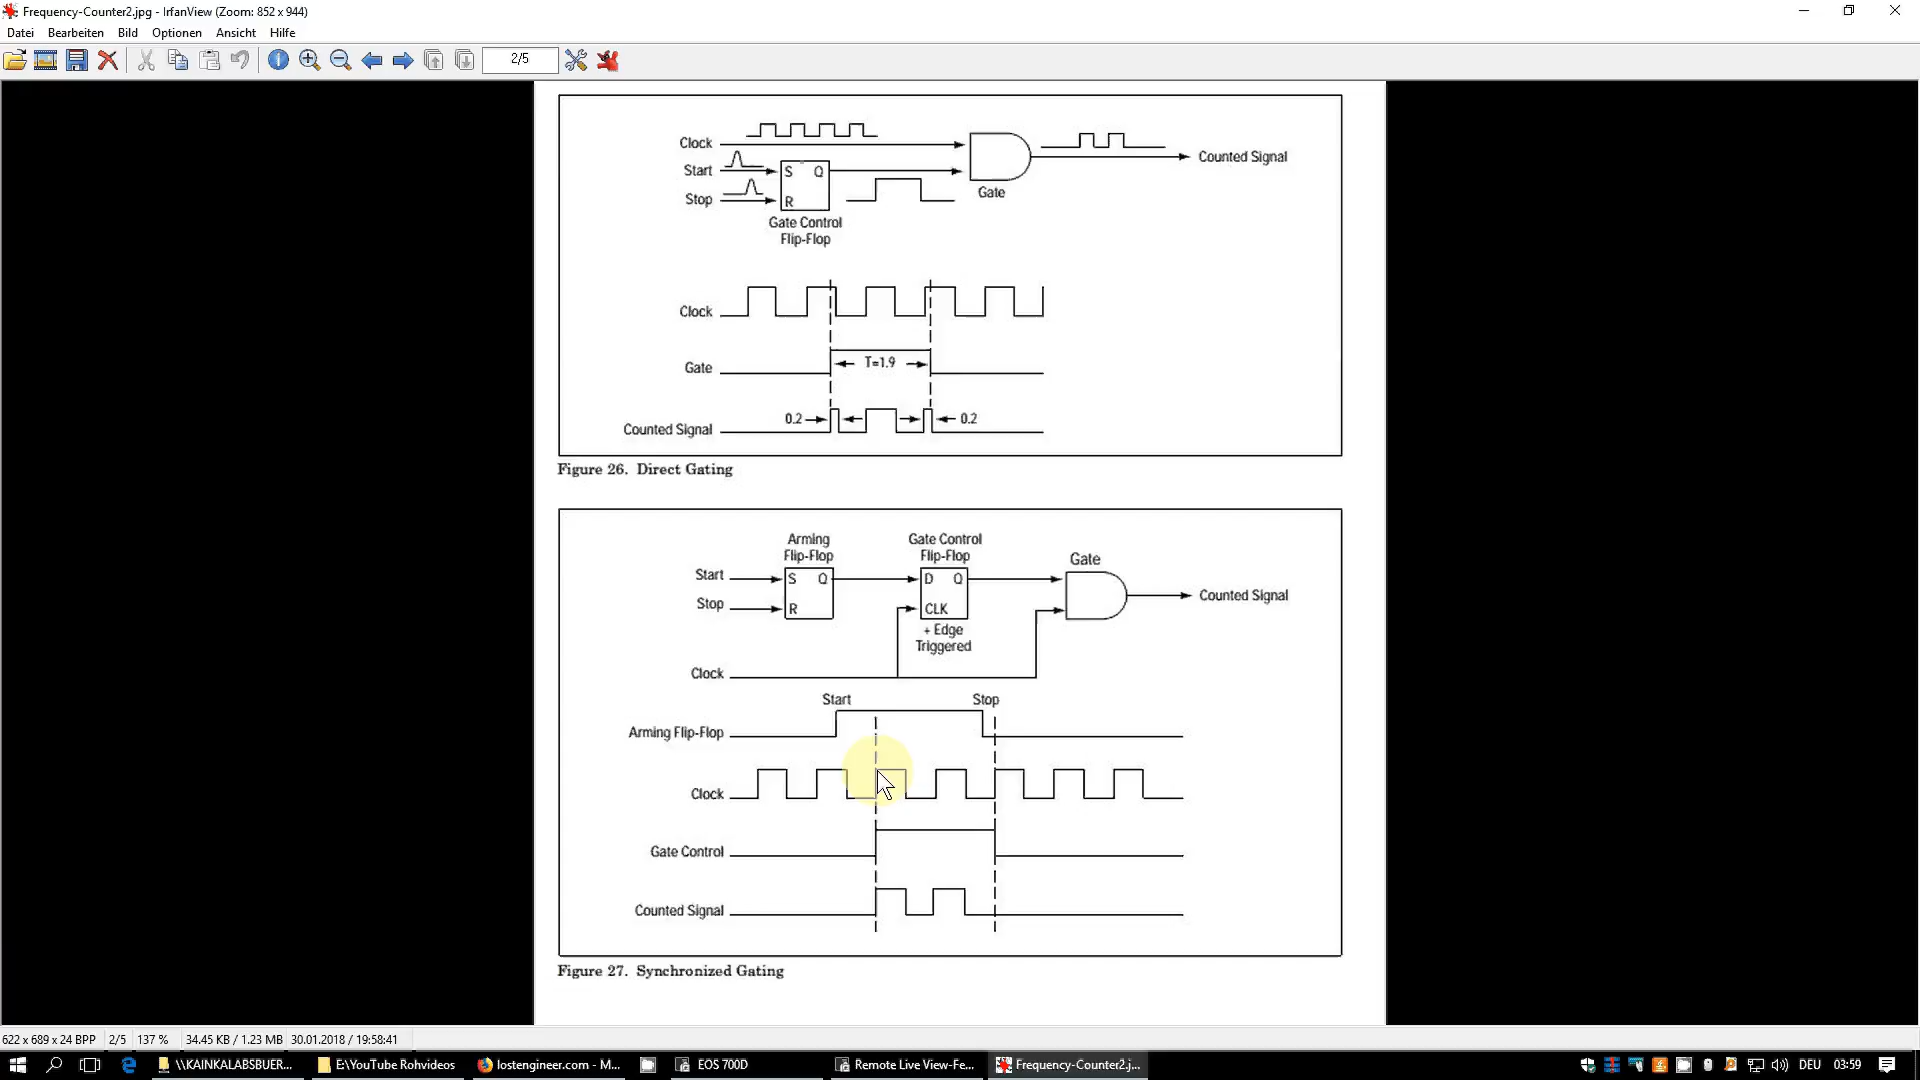 Frequency-Counter2.jpg - IrfanView (Zoom: 852 x 944)
Datei Bearbeiten Bild Optionen Ansicht Hilfe
2/5
Clock
Start
Stop
S Q
R
Gate Control
Flip-Flop
Gate
Counted Signal
Clock
Gate
T=1.9
Counted Signal
0.2
0.2
Figure 26. Direct Gating
Arming
Flip-Flop
Gate Control
Flip-Flop
Gate
Start
Stop
S Q
R
D Q
CLK
+ Edge
Triggered
Counted Signal
Clock
Start
Stop
Arming Flip-Flop
Clock
Gate Control
Counted Signal
Figure 27. Synchronized Gating
622 x 689 x 24 BPP 2/5 137 % 34.45 KB / 1.23 MB 30.01.2018 / 19:58:41
\\KAINKALABSBUER... E:\YouTube Rohvideos lostengineer.com - M... EOS 700D Remote Live View-Fe... Frequency-Counter2.j... DEU 03:59